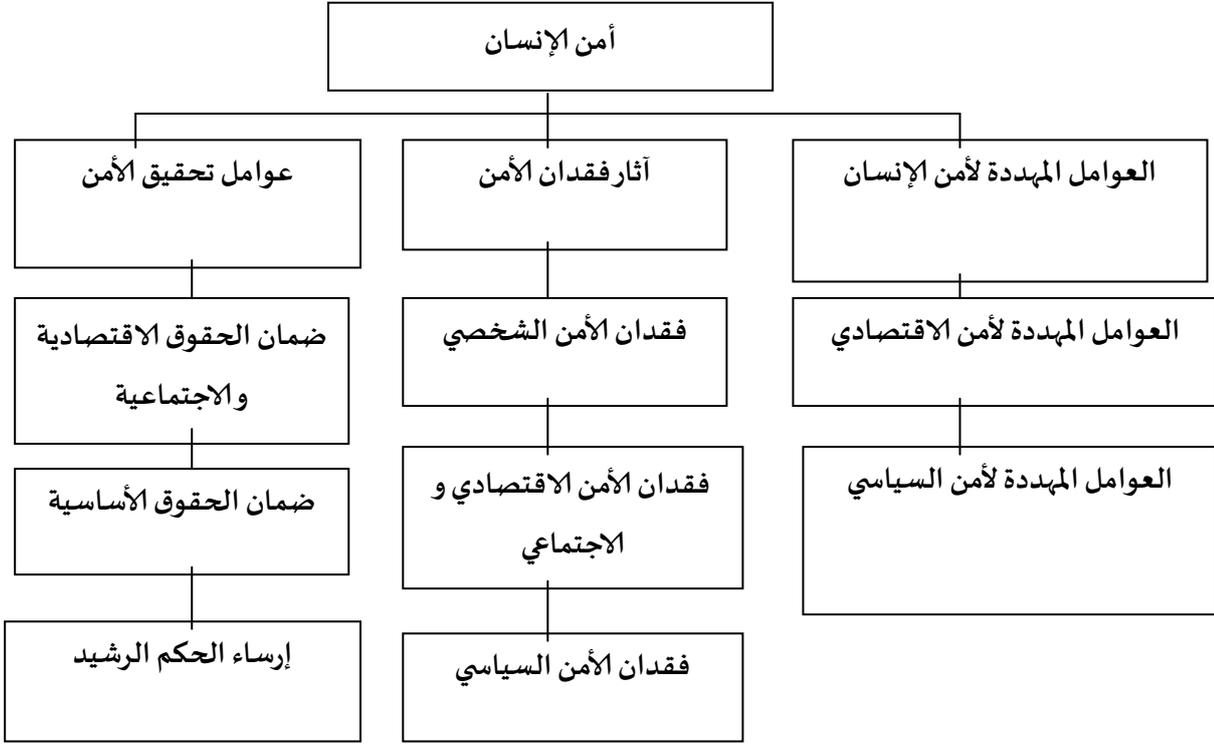 أمن الإنسان
العوامل المهددة لأمن الإنسان
آثار فقدان الأمن
عوامل تحقيق الأمن
العوامل المهددة لأمن الاقتصادي
فقدان الأمن الشخصي
ضمان الحقوق الاقتصادية
والاجتماعية
العوامل المهددة لأمن السياسي
فقدان الأمن الاقتصادي و
الاجتماعي
ضمان الحقوق الأساسية
فقدان الأمن السياسي
إرساء الحكم الرشيد